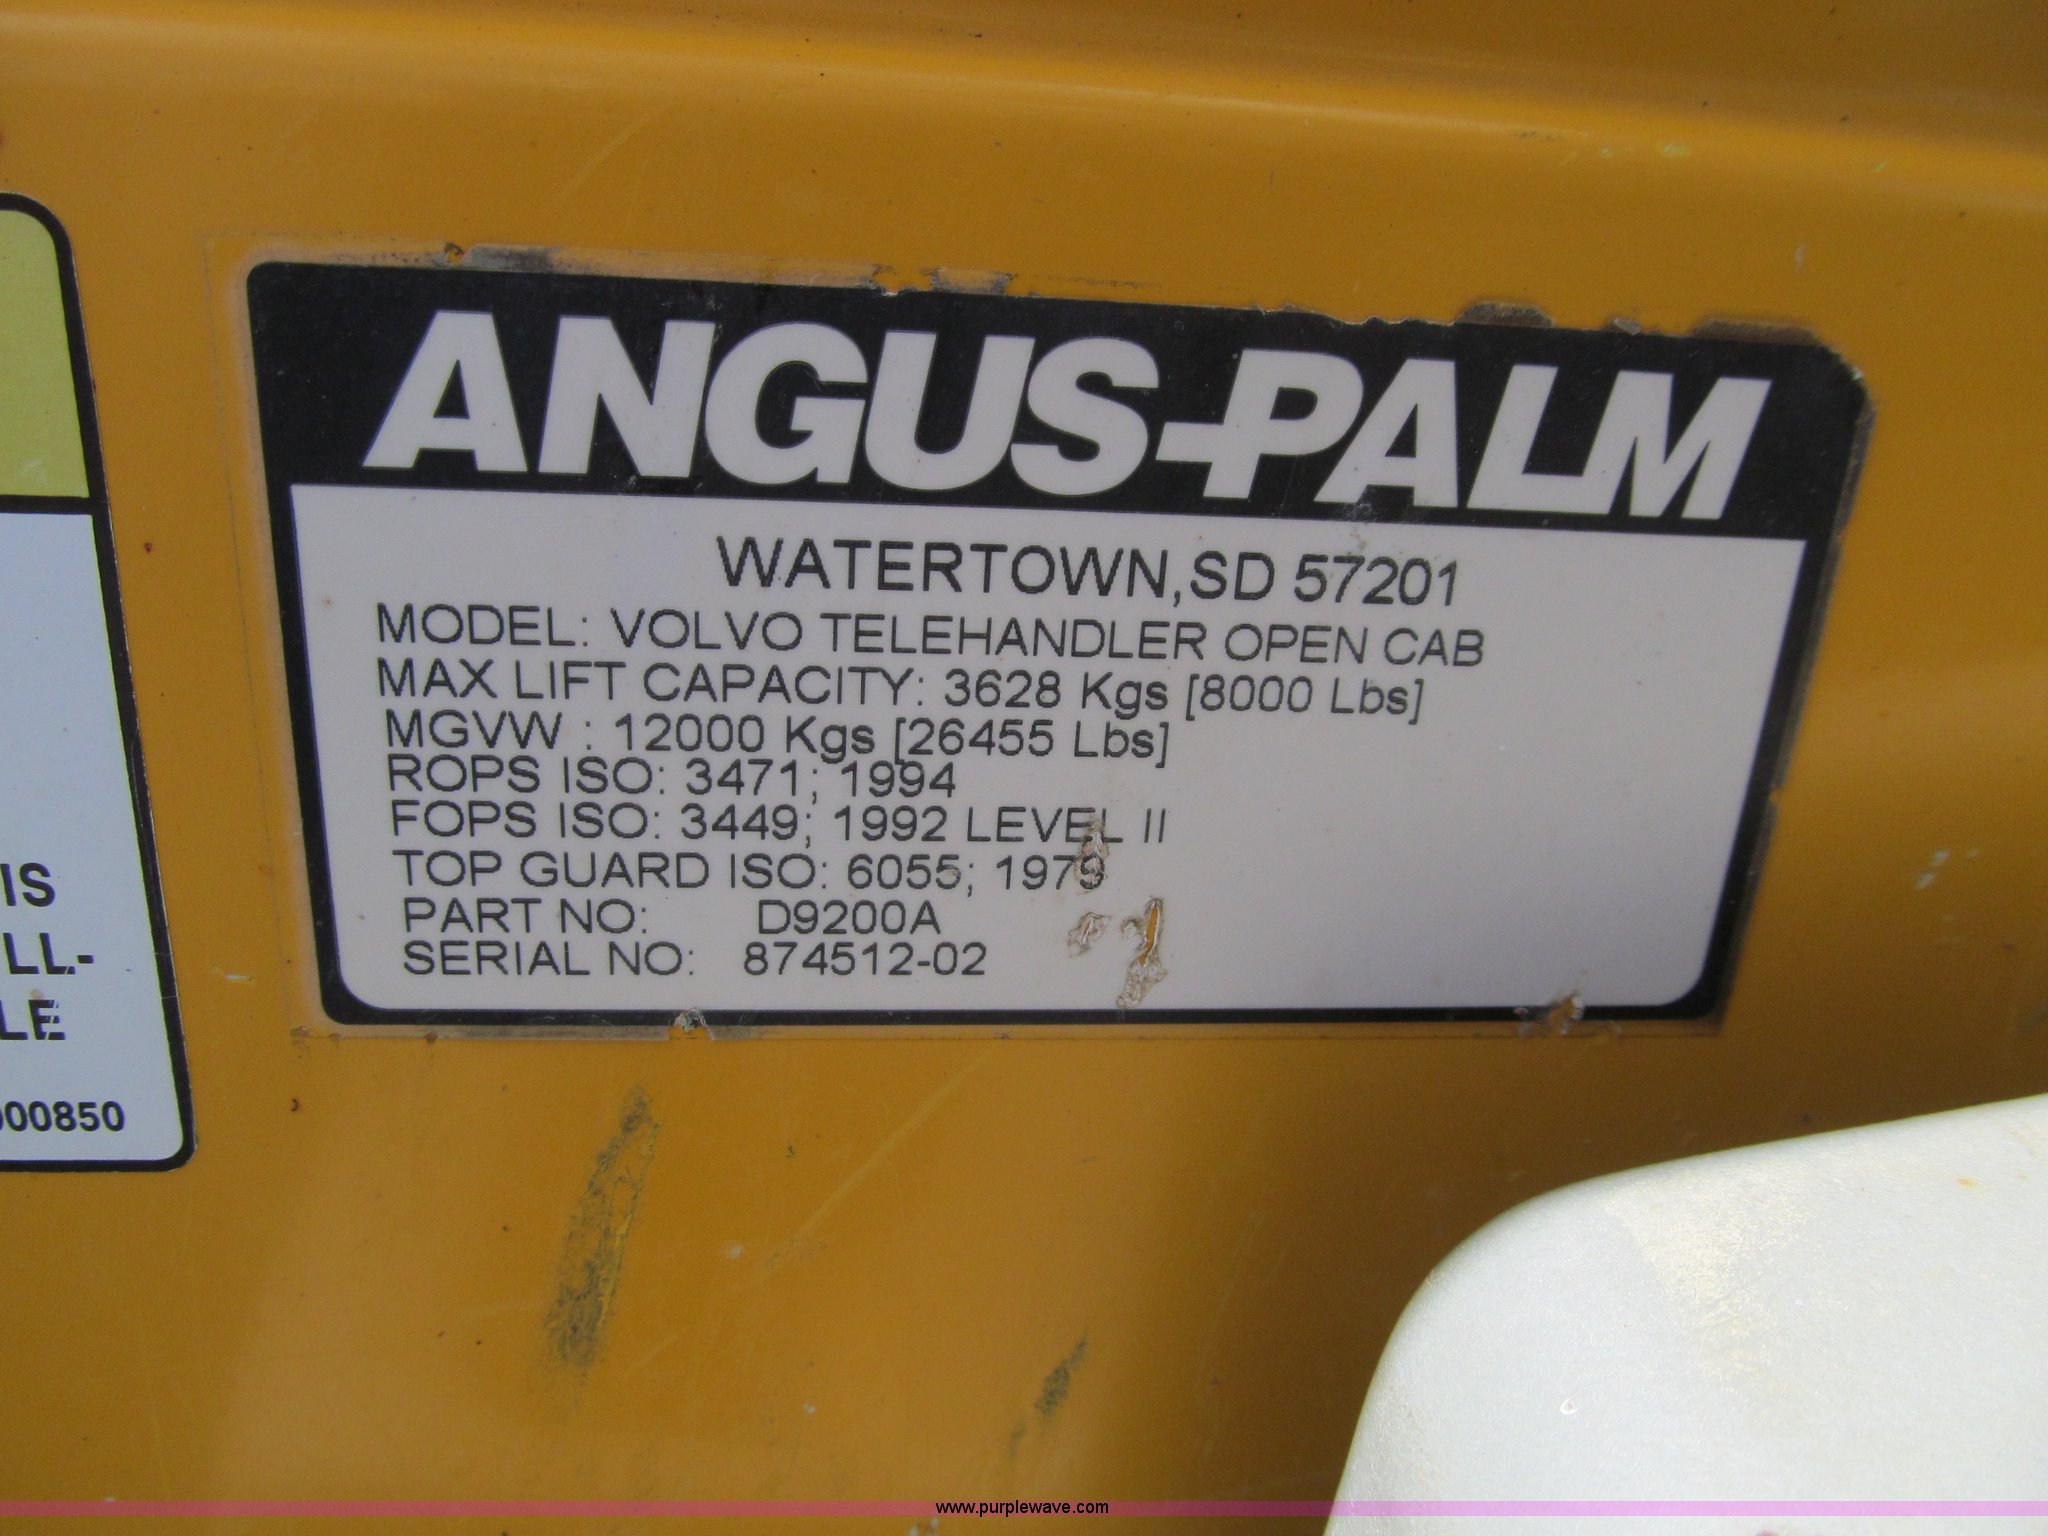 ANGUS-PALM
WATERTOWN, SD 57201
MODEL: VOLVO TELEHANDLER OPEN CAB
MAX LIFT CAPACITY: 3628 Kgs [8000 Lbs]
MGVW : 12000 Kgs [26455 Lbs]
ROPS ISO: 3471; 1994
FOPS ISO: 3449; 1992 LEVEL II
TOP GUARD ISO: 6055; 1979
PART NO: D9200A
SERIAL NO: 874512-02
IS
LL-
LE
00850
www.purplewave.com